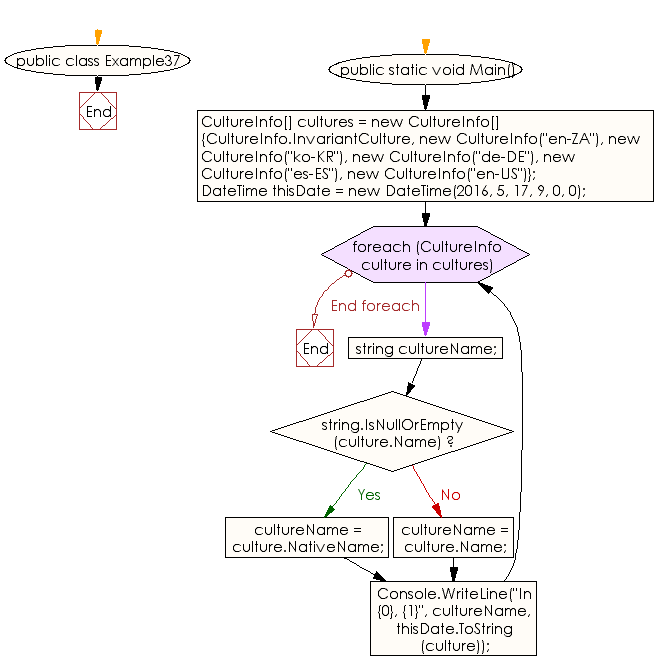 public class Example37
End
public static void Main()
CultureInfo[] cultures = new CultureInfo[]
{CultureInfo.InvariantCulture, new CultureInfo("en-ZA"), new
CultureInfo("ko-KR"), new CultureInfo("de-DE"), new
CultureInfo("es-ES"), new CultureInfo("en-US")};
DateTime thisDate = new DateTime(2016, 5, 17, 9, 0, 0);
foreach (CultureInfo
culture in cultures)
End foreach
End
string cultureName;
string.IsNullOrEmpty
(culture.Name) ?
Yes
No
cultureName =
culture.NativeName;
cultureName =
culture.Name;
Console.WriteLine("In
{0}, {1}", cultureName,
thisDate.ToString
(culture));